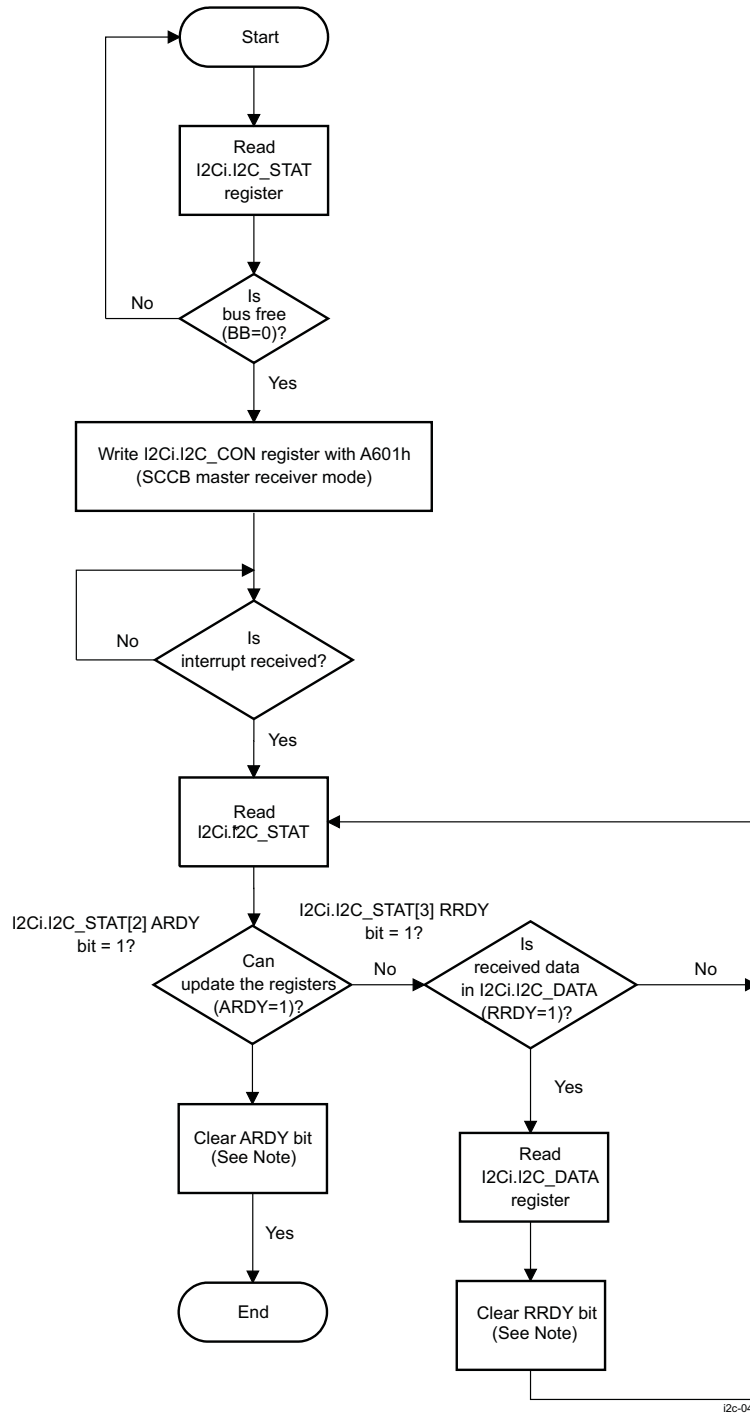 Start
Read
I2Ci.I2C_STAT
register
No
Is
bus free
(BB=0)?
Yes
Write I2Ci.I2C_CON register with A601h
(SCCB master receiver mode)
No
Is
interrupt received?
Yes
Read
I2Ci.I2C_STAT
I2Ci.I2C_STAT[2] ARDY
bit = 1?
I2Ci.I2C_STAT[3] RRDY
bit = 1?
Can
update the registers
(ARDY=1)?
No
Is
received data
in I2Ci.I2C_DATA
(RRDY=1)?
No
Yes
Clear ARDY bit
(See Note)
Read
I2Ci.I2C_DATA
register
Yes
End
Clear RRDY bit
(See Note)
i2c-04